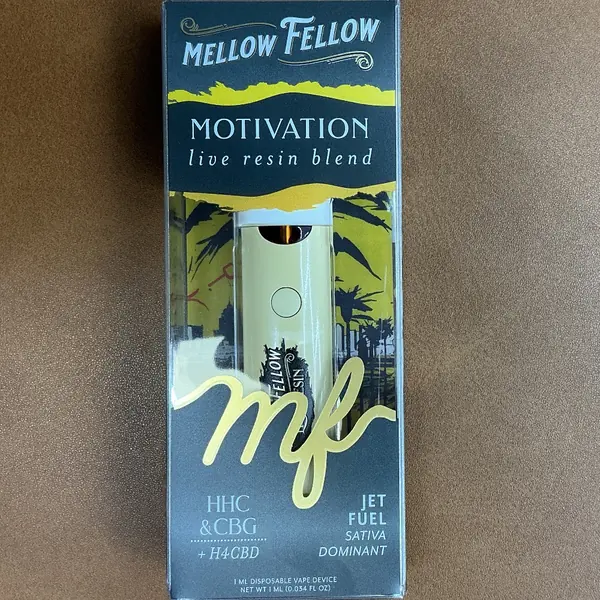 MELLOW FELLOW
MOTIVATION
live resin blend
FELLOW
mf
HHC
& CBG
+ H4CBD
JET
FUEL
SATIVA
DOMINANT
1 ML DISPOSABLE VAPE DEVICE
NET WT 1 ML (0.034 FL OZ)